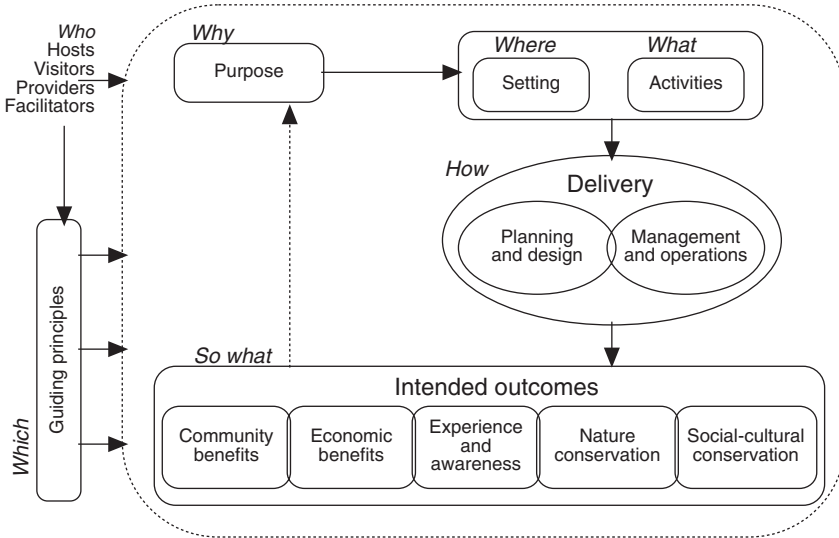 Who
Hosts
Visitors
Providers
Facilitators
Why
Purpose
Where
Setting
What
Activities
How
Delivery
Planning
and design
Management
and operations
So what
Intended outcomes
Community
benefits
Economic
benefits
Experience
and
awareness
Nature
conservation
Social-cultural
conservation
Which
Guiding principles